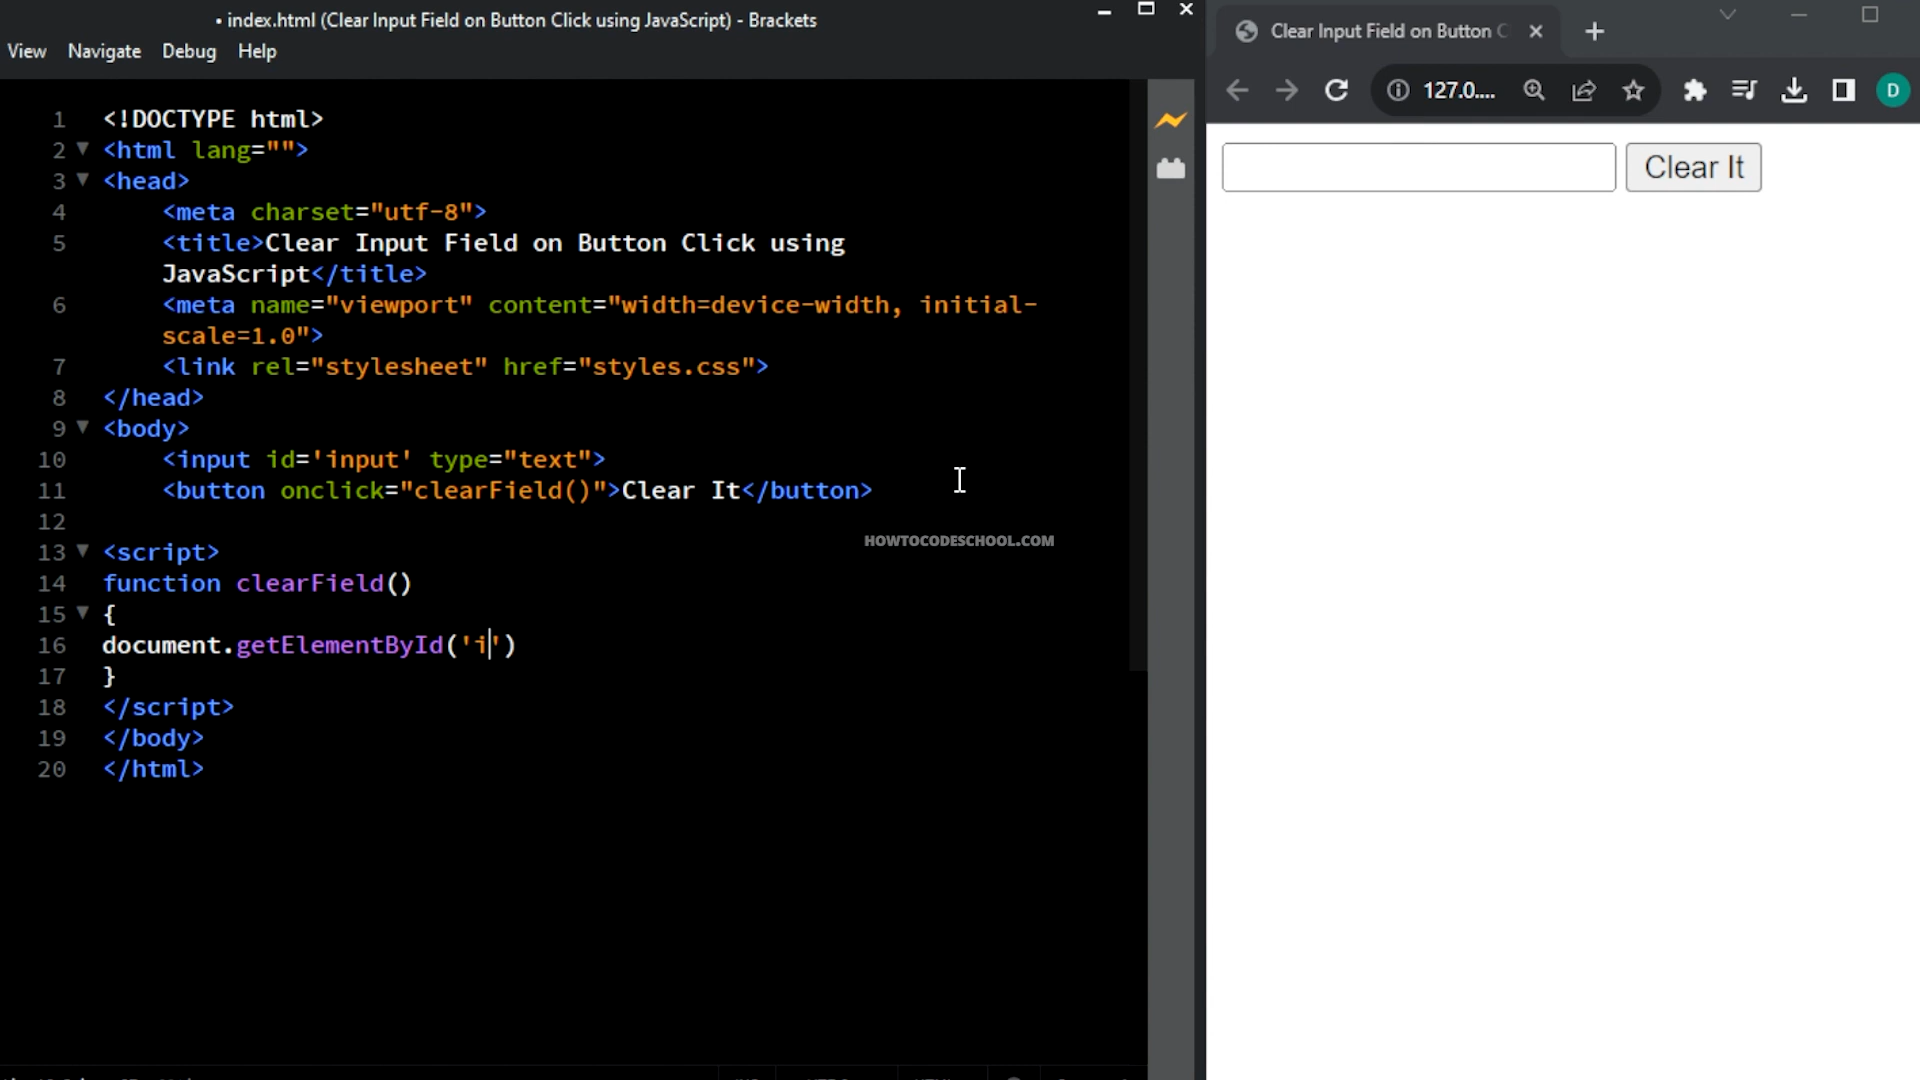 • index.html (Clear Input Field on Button Click using JavaScript) - Brackets
View Navigate Debug Help
1 <!DOCTYPE html>
2 <html lang="">
3 <head>
4 <meta charset="utf-8">
5 <title>Clear Input Field on Button Click using
JavaScript</title>
6 <meta name="viewport" content="width=device-width, initial-
scale=1.0">
7 <link rel="stylesheet" href="styles.css">
8 </head>
9 <body>
10 <input id='input' type="text">
11 <button onclick="clearField()">Clear It</button>
12
13 <script>
14 function clearField()
15 {
16 document.getElementById('i')
17 }
18 </script>
19 </body>
20 </html>
HOWTOCODESCHOOL.COM
Clear Input Field on Button
127.0....
D
Clear It